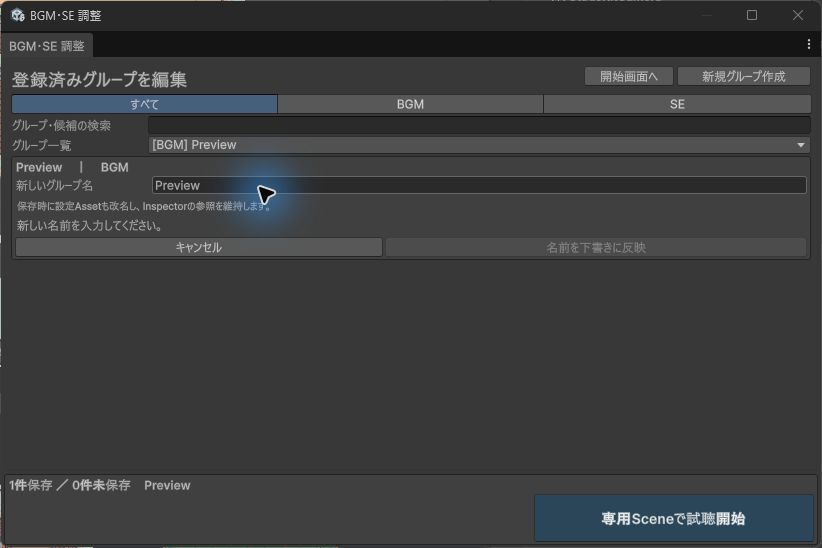 BGM・SE 調整
BGM・SE 調整
登録済みグループを編集
開始画面へ
新規グループ作成
すべて
BGM
SE
グループ・候補の検索
グループ一覧
[BGM] Preview
Preview | BGM
新しいグループ名
Preview
保存時に設定Assetも改名し、Inspectorの参照を維持します。
新しい名前を入力してください。
キャンセル
名前を下書きに反映
1件保存 / 0件未保存 Preview
専用Sceneで試聴開始